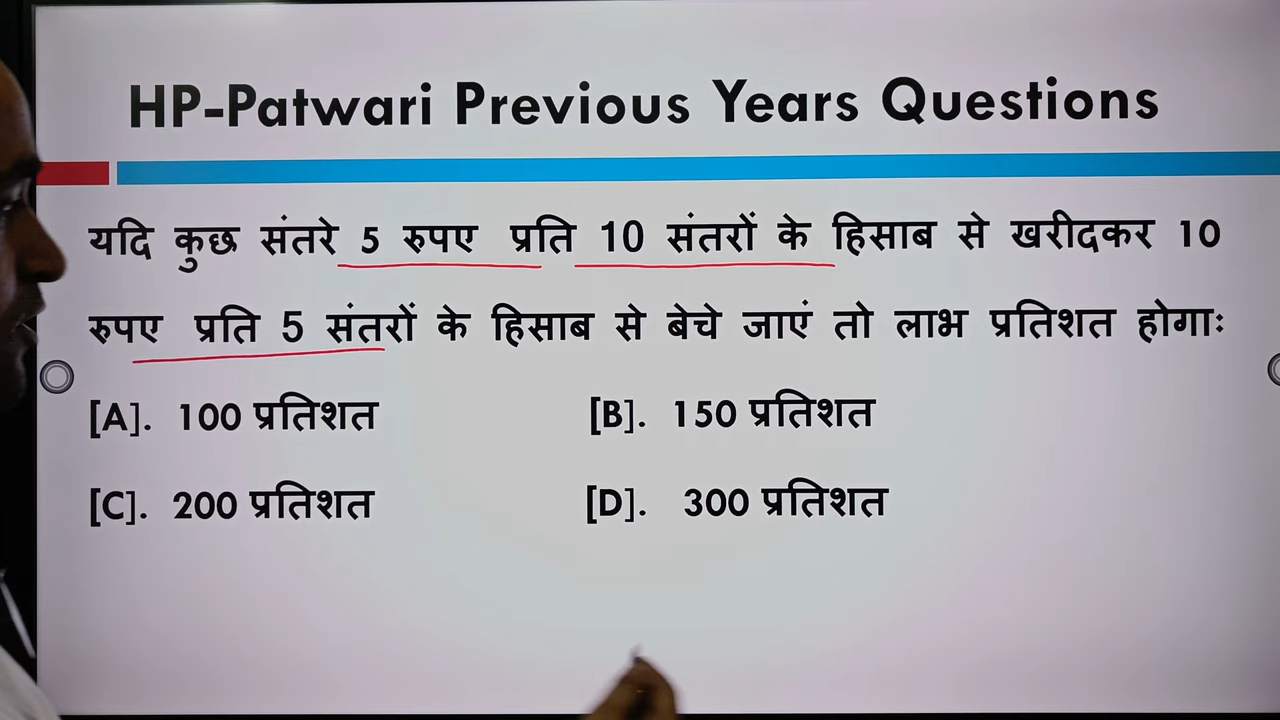 HP-Patwari Previous Years Questions
यदि कुछ संतरे 5 रुपए प्रति 10 संतरों के हिसाब से खरीदकर 10
रुपए प्रति 5 संतरों के हिसाब से बेचे जाएं तो लाभ प्रतिशत होगाः
[A]. 100 प्रतिशत [B]. 150 प्रतिशत
[C]. 200 प्रतिशत [D]. 300 प्रतिशत